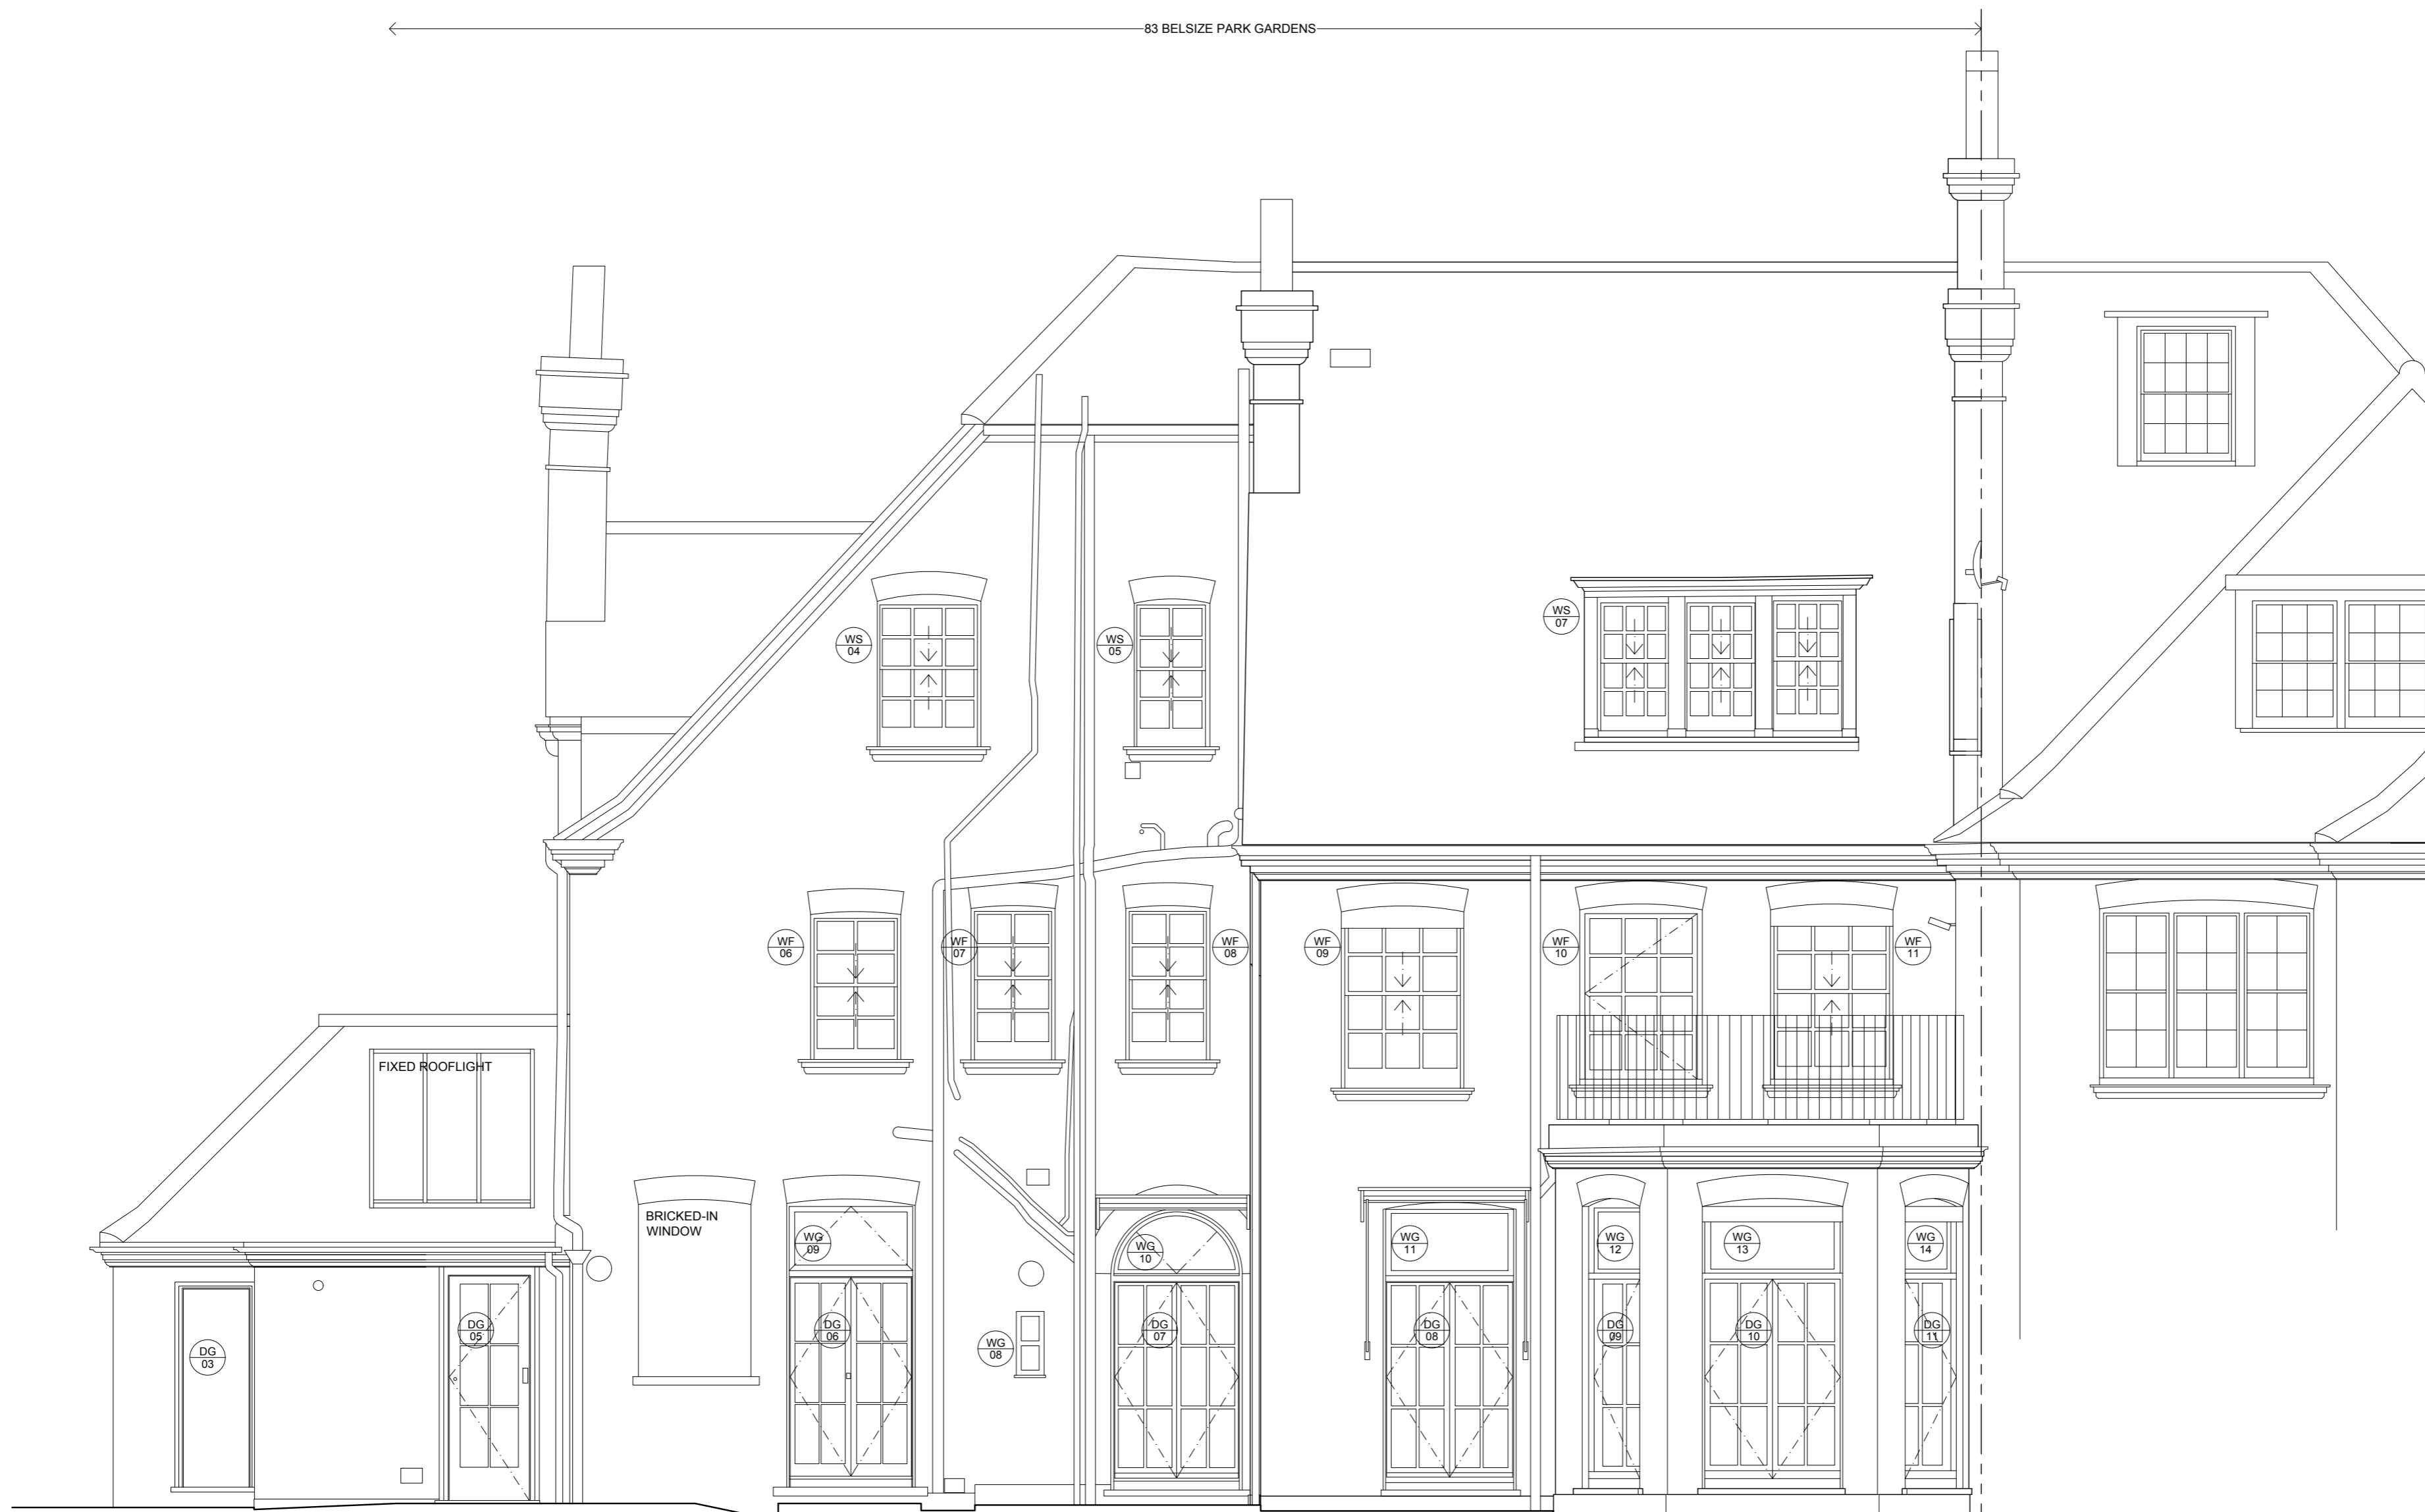 83 BELSIZE PARK GARDENS
WS
04
WS
05
WS
07
WF
06
WF
07
WF
08
WF
09
WF
10
WF
11
FIXED ROOFLIGHT
BRICKED-IN
WINDOW
WG
09
WG
10
WG
11
WG
12
WG
13
WG
14
DG
03
DG
05
DG
06
WG
08
DG
07
DG
08
DG
09
DG
10
DG
11